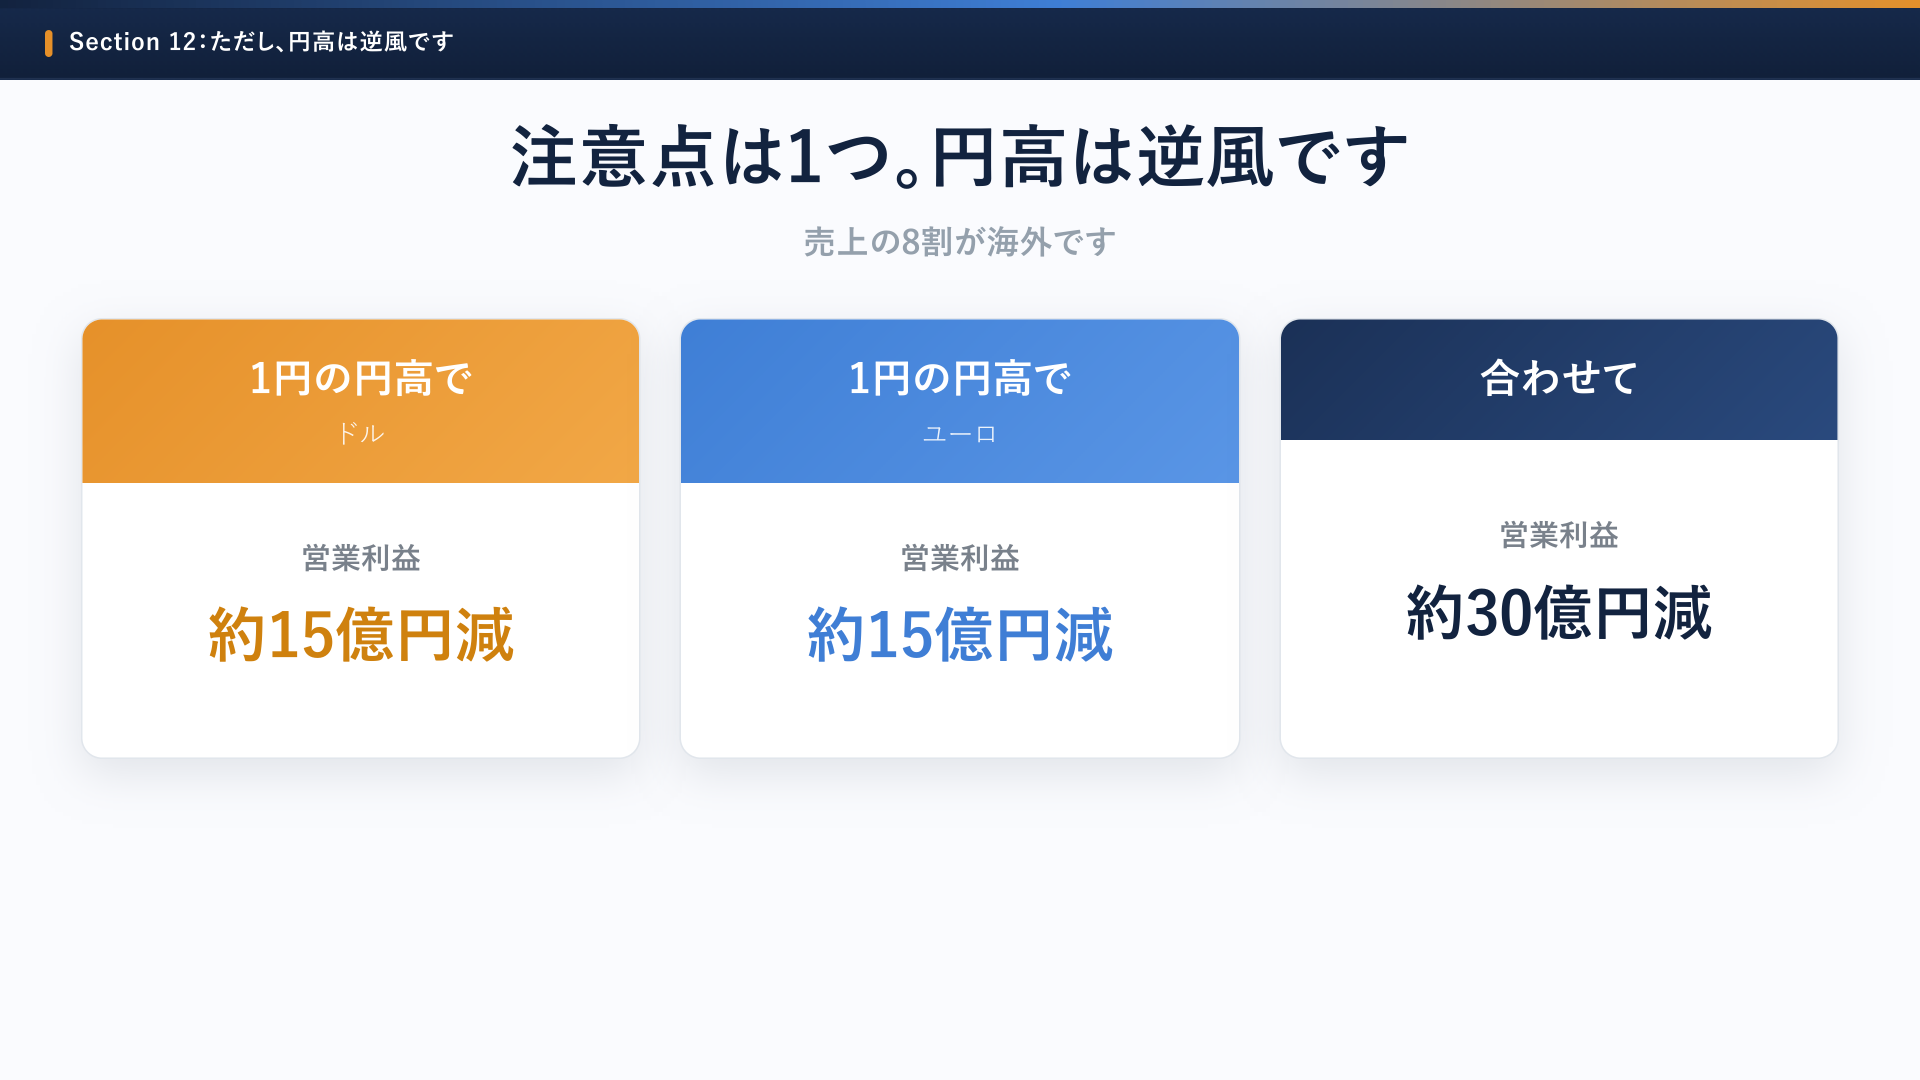 Section 12：ただし、円高は逆風です
注意点は1つ。円高は逆風です
売上の8割が海外です
1円の円高で
ドル
営業利益
約15億円減
1円の円高で
ユーロ
営業利益
約15億円減
合わせて
営業利益
約30億円減